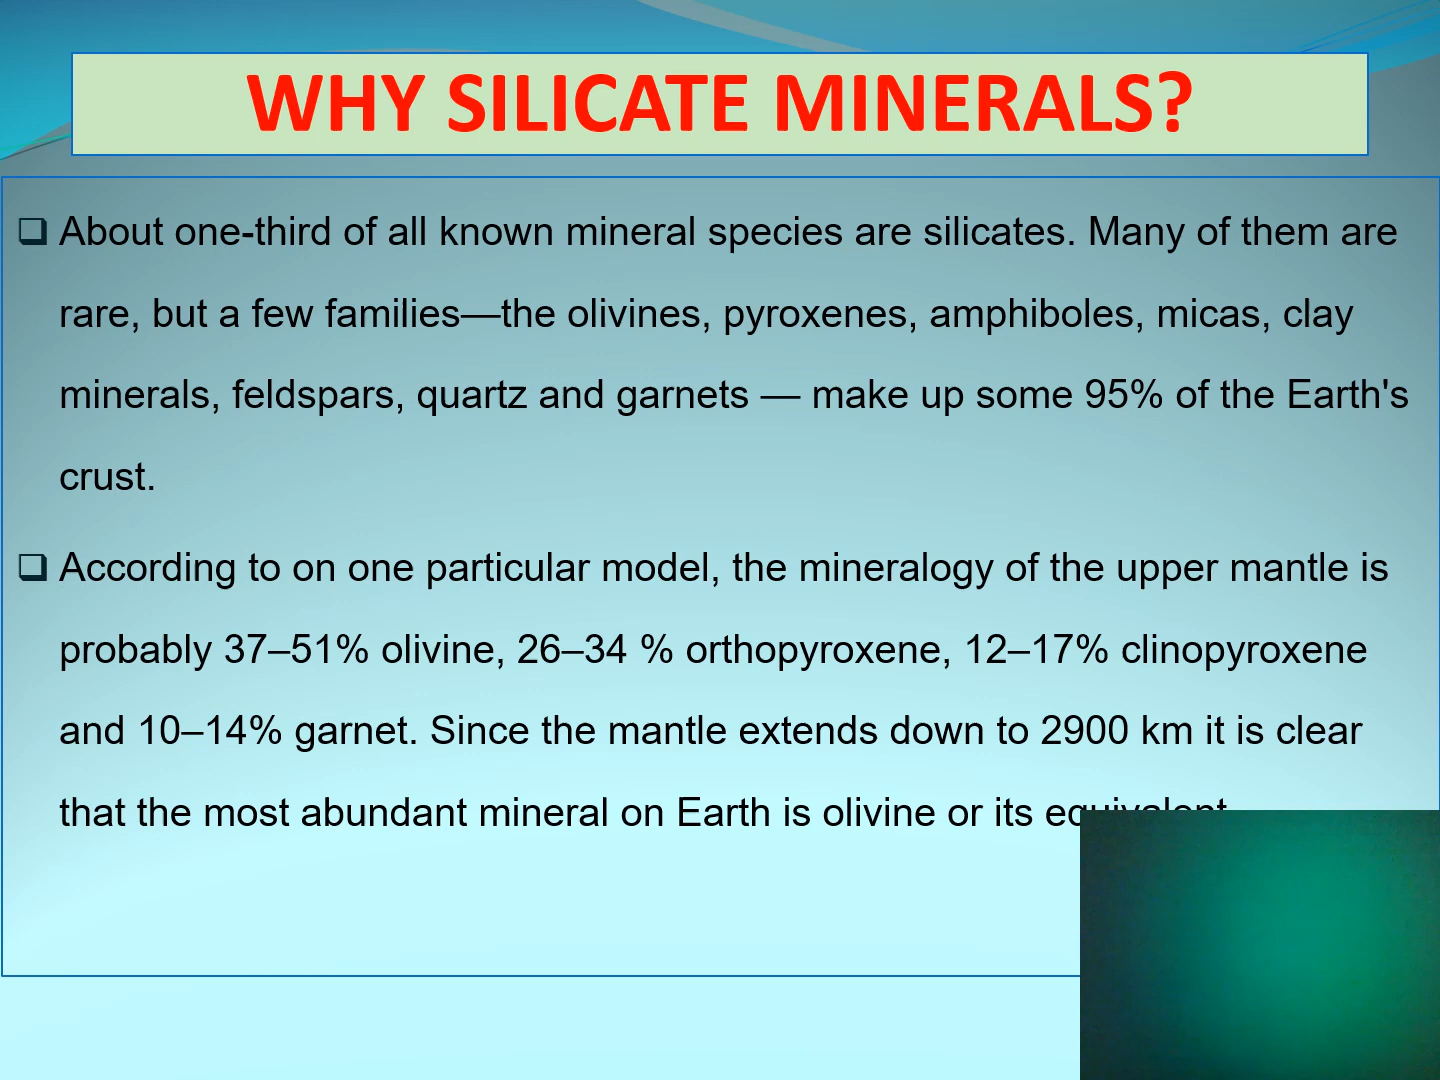 WHY SILICATE MINERALS?
About one-third of all known mineral species are silicates. Many of them are
rare, but a few families—the olivines, pyroxenes, amphiboles, micas, clay
minerals, feldspars, quartz and garnets — make up some 95% of the Earth's
crust.
According to on one particular model, the mineralogy of the upper mantle is
probably 37–51% olivine, 26–34 % orthopyroxene, 12–17% clinopyroxene
and 10–14% garnet. Since the mantle extends down to 2900 km it is clear
that the most abundant mineral on Earth is olivine or its equivalent